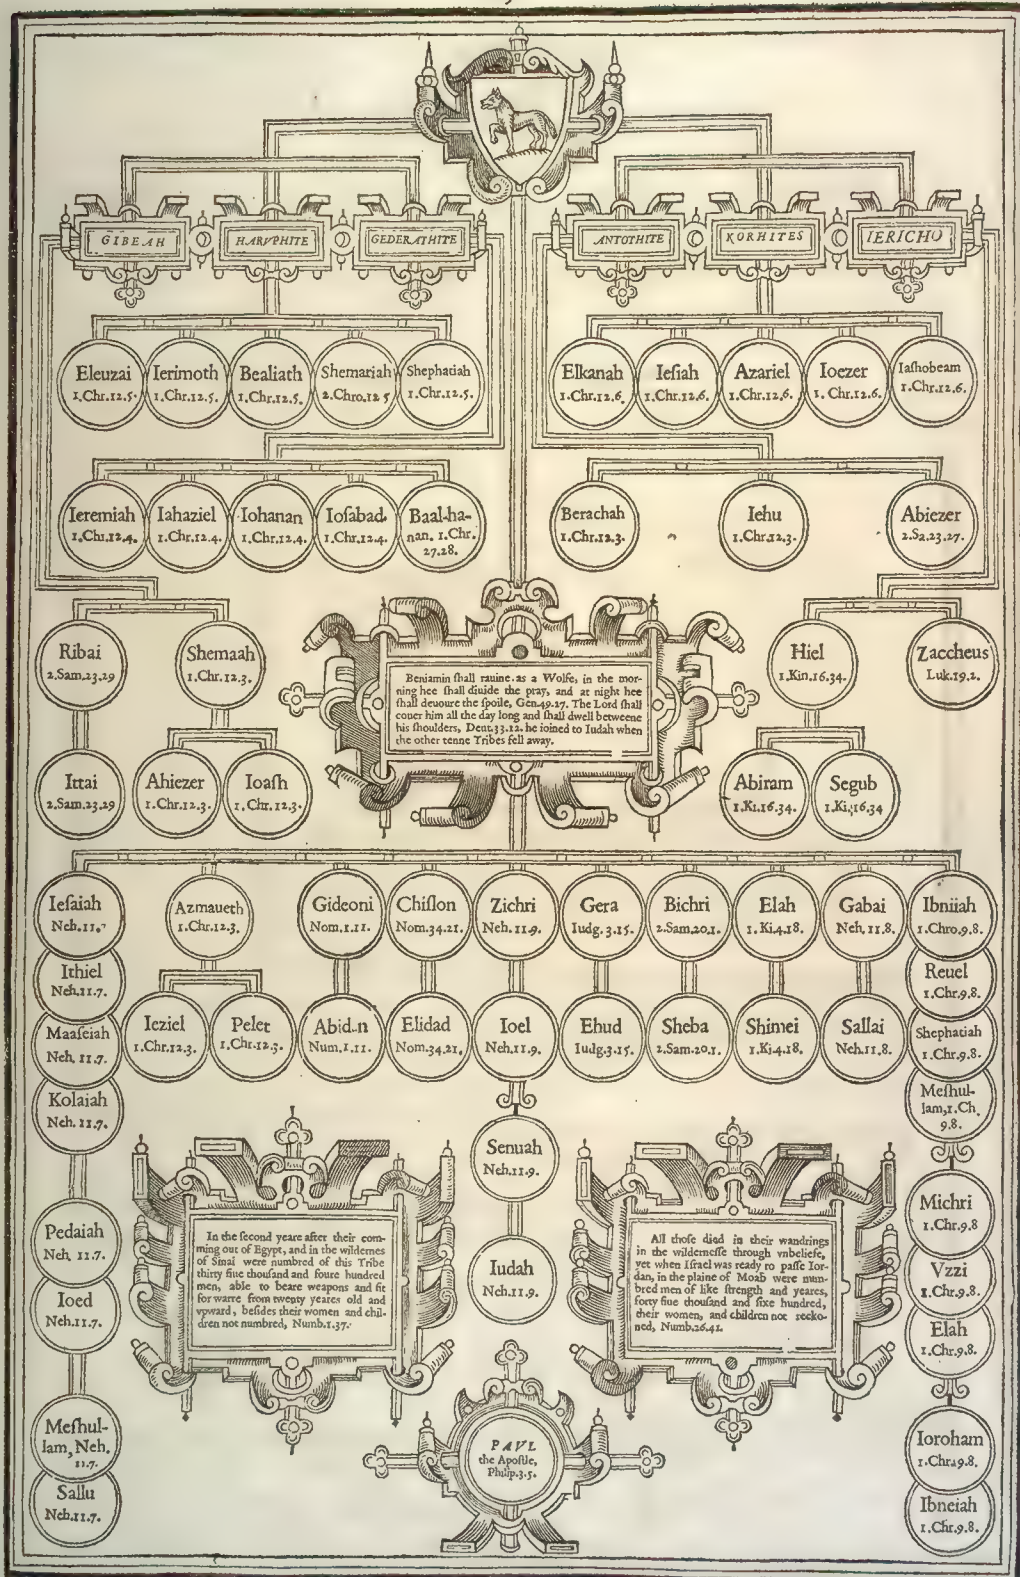 GIBEAH
HARVPHITE
GEDERATHITE
ANTOTHITE
KORHITES
IERICHO
Eleuzai
1.Chr.12.5.
Ierimoth
1.Chr.12.5.
Bealiath
1.Chr.12.5.
Shemariah
2.Chro.12 5
Shephatiah
1.Chr.12.5.
Elkanah
1.Chr.12.6.
Ieſiah
1.Chr.12.6.
Azariel
1.Chr.12.6.
Ioezer
1.Chr.12.6.
Iaſhobeam
1.Chr.12.6.
Ieremiah
1.Chr.12.4.
Iahaziel
1.Chr.12.4.
Iohanan
1.Chr.12.4.
Ioſabad.
1.Chr.12.4.
Baal-ha-
nan. 1.Chr.
27.28.
Berachah
1.Chr.12.3.
Iehu
1.Chr.12.3.
Abiezer
2.Sa.23.27.
Ribai
2.Sam.23.29
Shemaah
1.Chr.12.3.
Hiel
1.Kin.16.34.
Zaccheus
Luk.19.2.
Beniamin ſhall rauine as a Wolfe, in the mor-
ning hee ſhall diuide the pray, and at night hee
ſhall deuoure the ſpoile, Gen.49.27. The Lord ſhall
couer him all the day long and ſhall dwell betweene
his ſhoulders, Deut.33.12. he ioined to Iudah when
the other tenne Tribes fell away.
Ittai
2.Sam.23.29
Ahiezer
1.Chr.12.3.
Ioaſh
1.Chr.12.3.
Abiram
1.Ki.16.34.
Segub
1.Ki.16.34
Ieſaiah
Neh.11.7
Azmaueth
1.Chr.12.3.
Gideoni
Nom.1.11.
Chiſlon
Nom.34.21.
Zichri
Neh.11.9.
Gera
Iudg.3.15.
Bichri
2.Sam.20.1.
Elah
1.Ki.4.18.
Gabai
Neh.11.8.
Ibniiah
1.Chro.9.8.
Ithiel
Neh.11.7.
Reuel
1.Chr.9.8.
Maaſeiah
Neh.11.7.
Ieziel
1.Chr.12.3.
Pelet
1.Chr.12.3.
Abid.n
Num.1.11.
Elidad
Nom.34.21.
Ioel
Neh.11.9.
Ehud
Iudg.3.15.
Sheba
2.Sam.20.1.
Shimei
1.Ki.4.18.
Sallai
Neh.11.8.
Shephatiah
1.Chr.9.8.
Kolaiah
Neh.11.7.
Meſhul-
lam,1.Ch.
9.8.
Senuah
Neh.11.9.
Michri
1.Chr.9.8
Pedaiah
Neh.11.7.
In the ſecond yeare after their com-
ming out of Egypt, and in the wildernes
of Sinai were numbred of this Tribe
thirty fiue thouſand and foure hundred
men, able to beare weapons and fit
for warre from twenty yeares old and
vpward, beſides their women and chil-
dren not numbred, Numb.1.37.
Iudah
Neh.11.9.
All thoſe died in their wandrings
in the wilderneſſe through vnbeliefe,
yet when Iſrael was ready to paſſe Ior-
dan, in the plaine of Moab were num-
bred men of like ſtrength and yeares,
forty fiue thouſand and ſixe hundred,
their women, and children not recko-
ned, Numb.26.41.
Vzzi
1.Chr.9.8.
Ioed
Neh.11.7.
Elah
1.Chr.9.8.
Meſhul-
lam, Neh.
11.7.
PAVL
the Apoſtle,
Philip.3.5.
Ioroham
1.Chr.9.8.
Sallu
Neh.11.7.
Ibneiah
1.Chr.9.8.